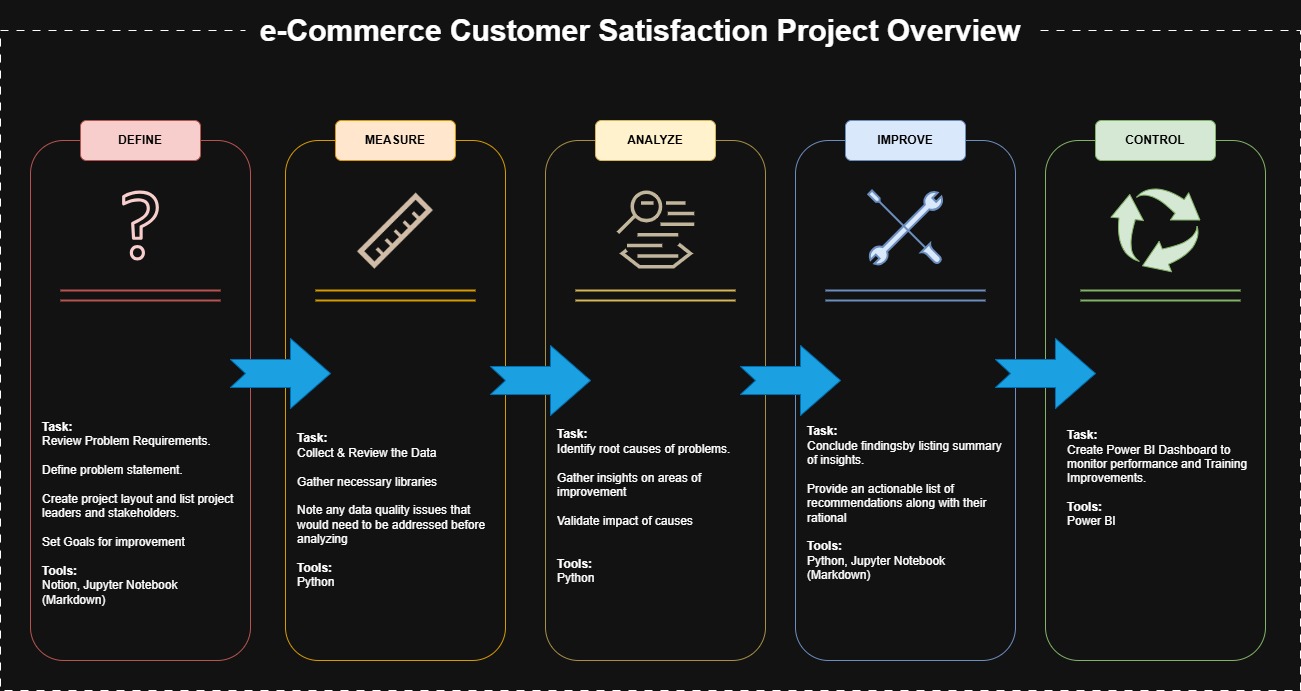 e-Commerce Customer Satisfaction Project Overview
DEFINE
Task:
Review Problem Requirements.
Define problem statement.
Create project layout and list project
leaders and stakeholders.
Set Goals for improvement
Tools:
Notion, Jupyter Notebook
(Markdown)
MEASURE
Task:
Collect & Review the Data
Gather necessary libraries
Note any data quality issues that
would need to be addressed before
analyzing
Tools:
Python
ANALYZE
Task:
Identify root causes of problems.
Gather insights on areas of
improvement
Validate impact of causes
Tools:
Python
IMPROVE
Task:
Conclude findingsby listing summary
of insights.
Provide an actionable list of
recommendations along with their
rational
Tools:
Python, Jupyter Notebook
(Markdown)
CONTROL
Task:
Create Power BI Dashboard to
monitor performance and Training
Improvements.
Tools:
Power BI